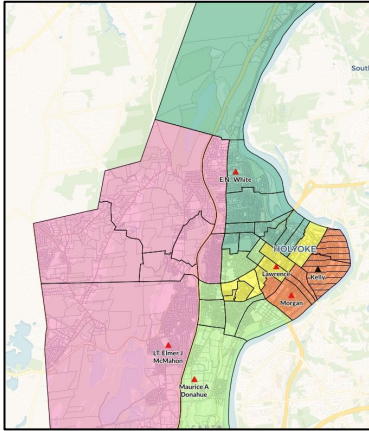 South
E.N. White
HOLYOKE
Lawrence
Kelly
Morgan
LT. Elmer J
McMahon
Maurice A
Donahue